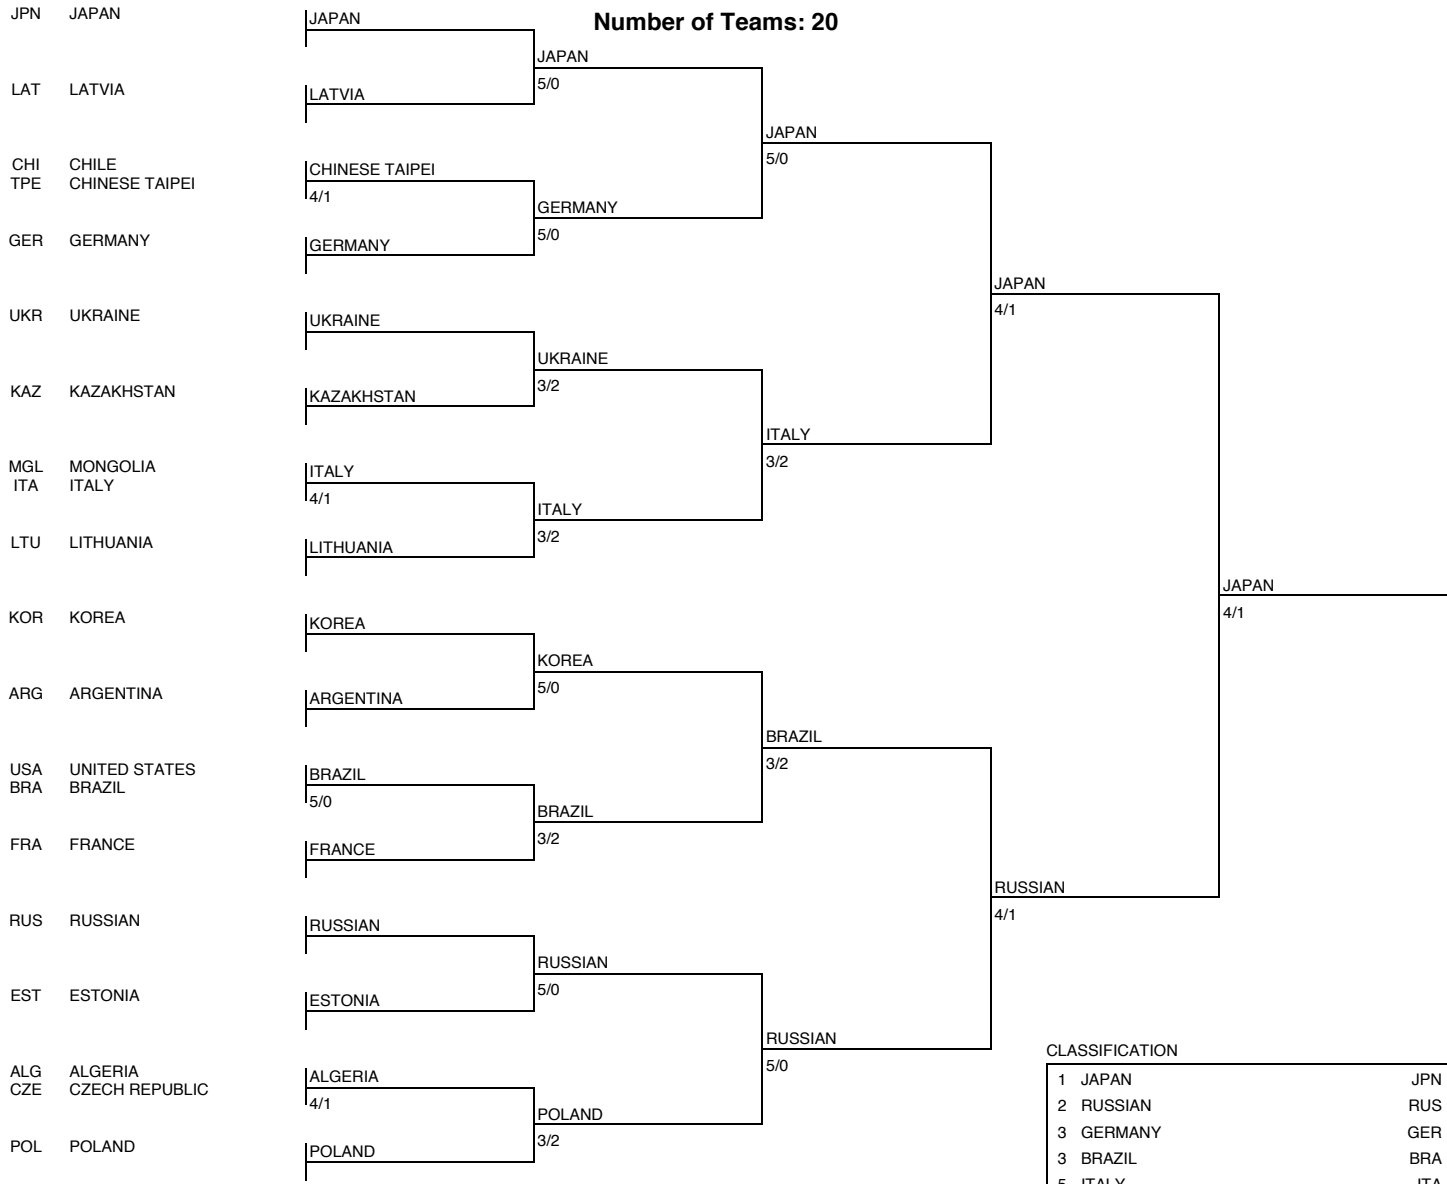 Number of Teams: 20
JPN JAPAN
LAT LATVIA
CHI CHILE
TPE CHINESE TAIPEI
GER GERMANY
UKR UKRAINE
KAZ KAZAKHSTAN
MGL MONGOLIA
ITA ITALY
LTU LITHUANIA
KOR KOREA
ARG ARGENTINA
USA UNITED STATES
BRA BRAZIL
FRA FRANCE
RUS RUSSIAN
EST ESTONIA
ALG ALGERIA
CZE CZECH REPUBLIC
POL POLAND
JAPAN
LATVIA
CHINESE TAIPEI
4/1
GERMANY
UKRAINE
KAZAKHSTAN
ITALY
4/1
LITHUANIA
KOREA
ARGENTINA
BRAZIL
5/0
FRANCE
RUSSIAN
ESTONIA
ALGERIA
4/1
POLAND
JAPAN
5/0
GERMANY
5/0
UKRAINE
3/2
ITALY
3/2
KOREA
5/0
BRAZIL
3/2
RUSSIAN
5/0
POLAND
3/2
JAPAN
5/0
ITALY
3/2
BRAZIL
3/2
RUSSIAN
5/0
JAPAN
4/1
RUSSIAN
4/1
JAPAN
4/1
CLASSIFICATION
1 JAPAN JPN
2 RUSSIAN RUS
3 GERMANY GER
3 BRAZIL BRA
5 ITALY ITA